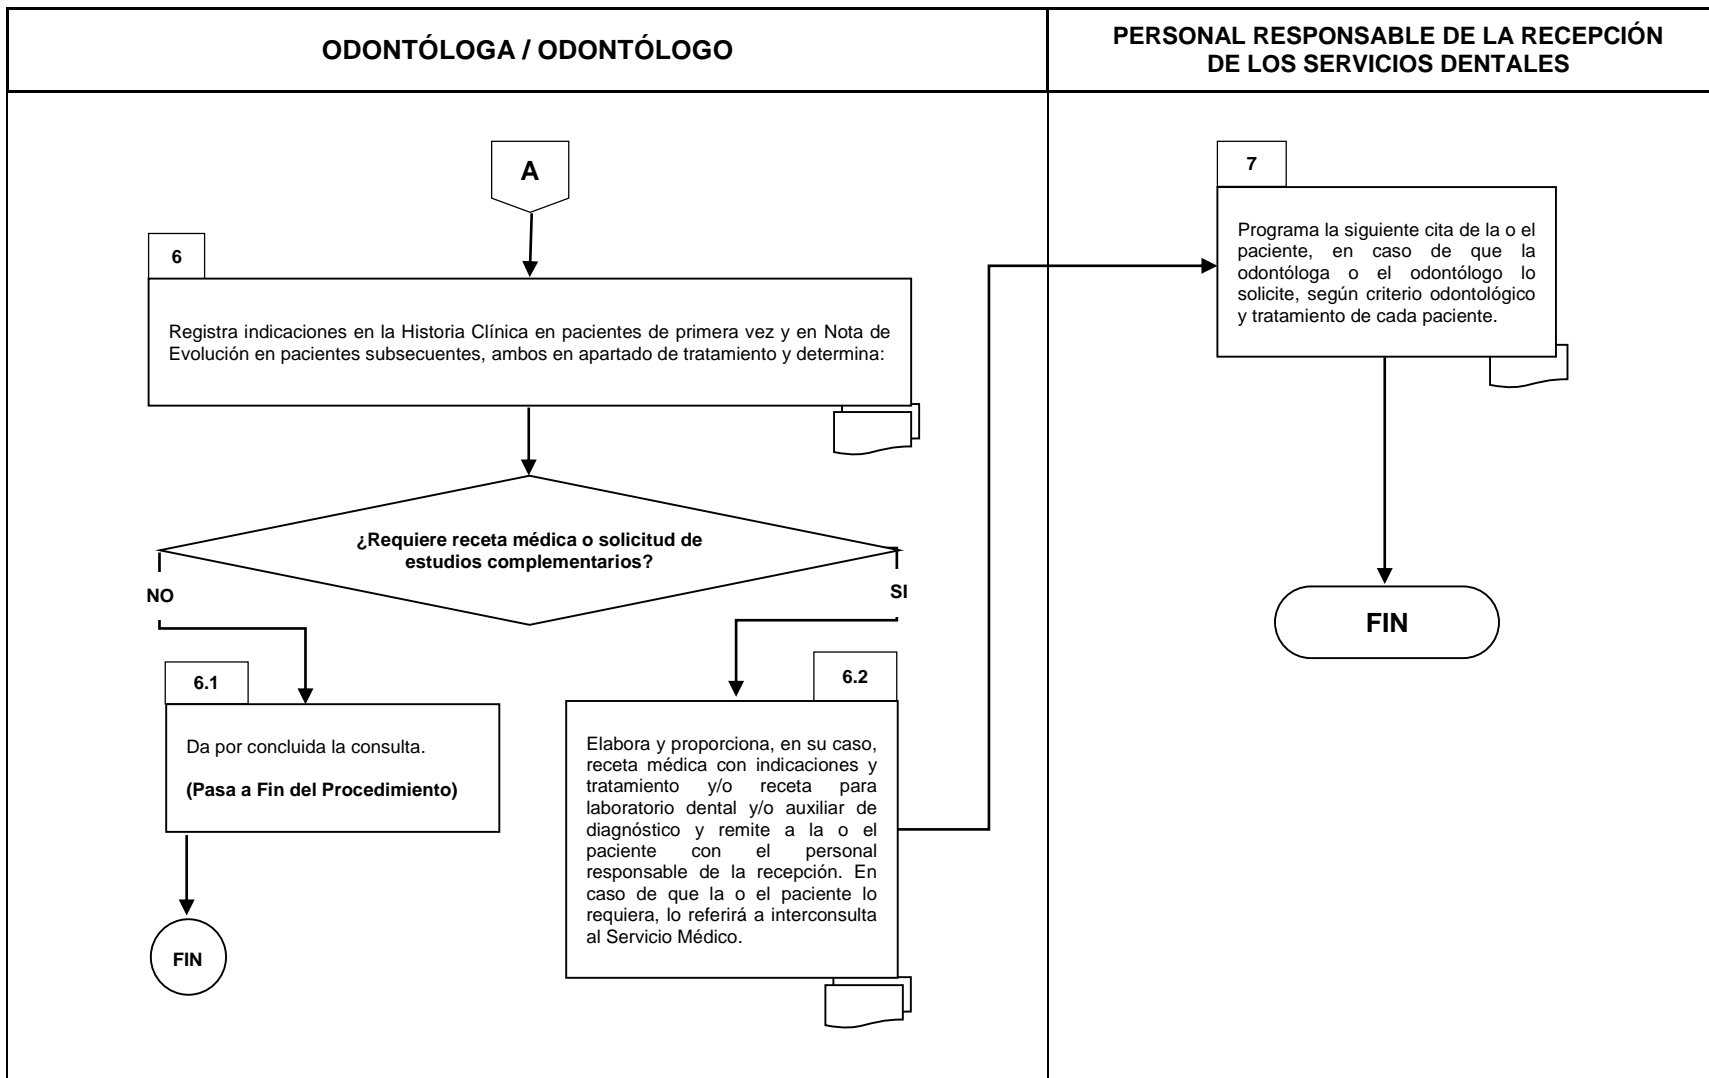 ODONTÓLOGA / ODONTÓLOGO
PERSONAL RESPONSABLE DE LA RECEPCIÓN
DE LOS SERVICIOS DENTALES
A
6
Registra indicaciones en la Historia Clínica en pacientes de primera vez y en Nota de
Evolución en pacientes subsecuentes, ambos en apartado de tratamiento y determina:
¿Requiere receta médica o solicitud de
estudios complementarios?
NO
SI
6.1
Da por concluida la consulta.
(Pasa a Fin del Procedimiento)
FIN
6.2
Elabora y proporciona, en su caso,
receta médica con indicaciones y
tratamiento y/o receta para
laboratorio dental y/o auxiliar de
diagnóstico y remite a la o el
paciente con el personal
responsable de la recepción. En
caso de que la o el paciente lo
requiera, lo referirá a interconsulta
al Servicio Médico.
7
Programa la siguiente cita de la o el
paciente, en caso de que la
odontóloga o el odontólogo lo
solicite, según criterio odontológico
y tratamiento de cada paciente.
FIN